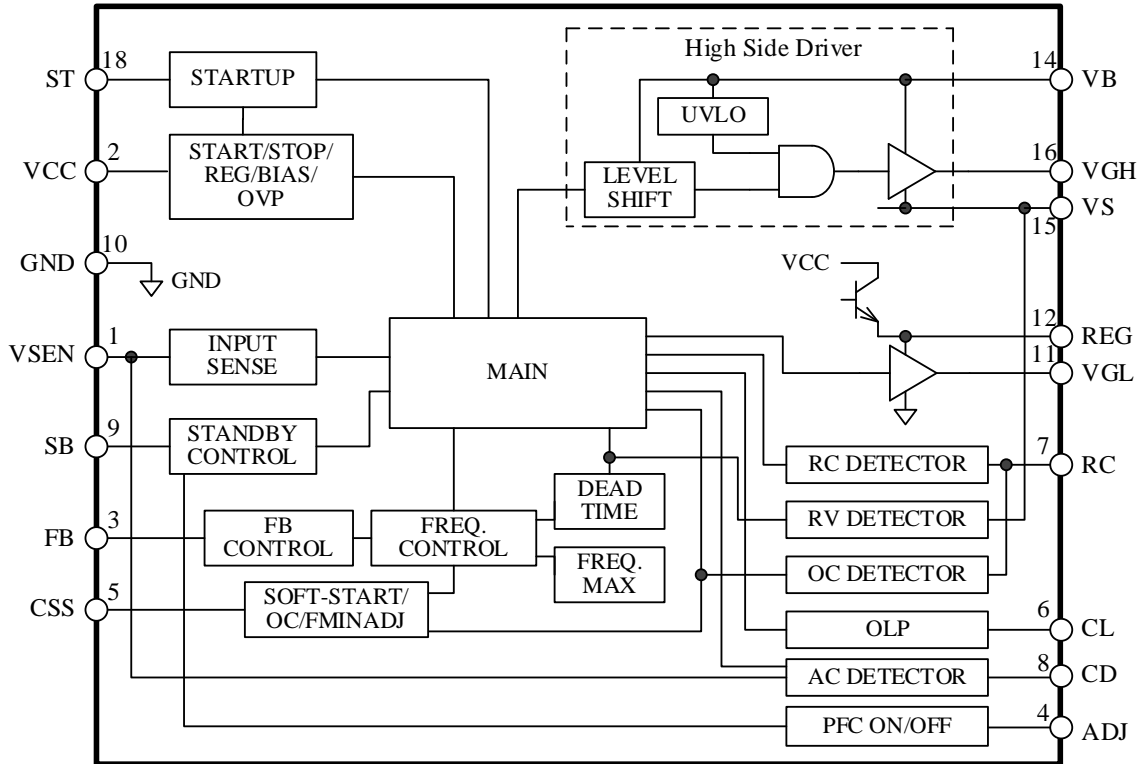 High Side Driver
18
ST
STARTUP
14
VB
UVLO
2
VCC
START/STOP/
REG/BIAS/
OVP
16
VGH
LEVEL
SHIFT
VS
15
10
GND
GND
VCC
1
VSEN
INPUT
SENSE
MAIN
12
REG
11
VGL
9
SB
STANDBY
CONTROL
7
RC DETECTOR
RC
DEAD
TIME
3
FB
FB
CONTROL
FREQ.
CONTROL
RV DETECTOR
FREQ.
MAX
OC DETECTOR
5
CSS
SOFT-START/
OC/FMINADJ
6
OLP
CL
8
AC DETECTOR
CD
4
PFC ON/OFF
ADJ